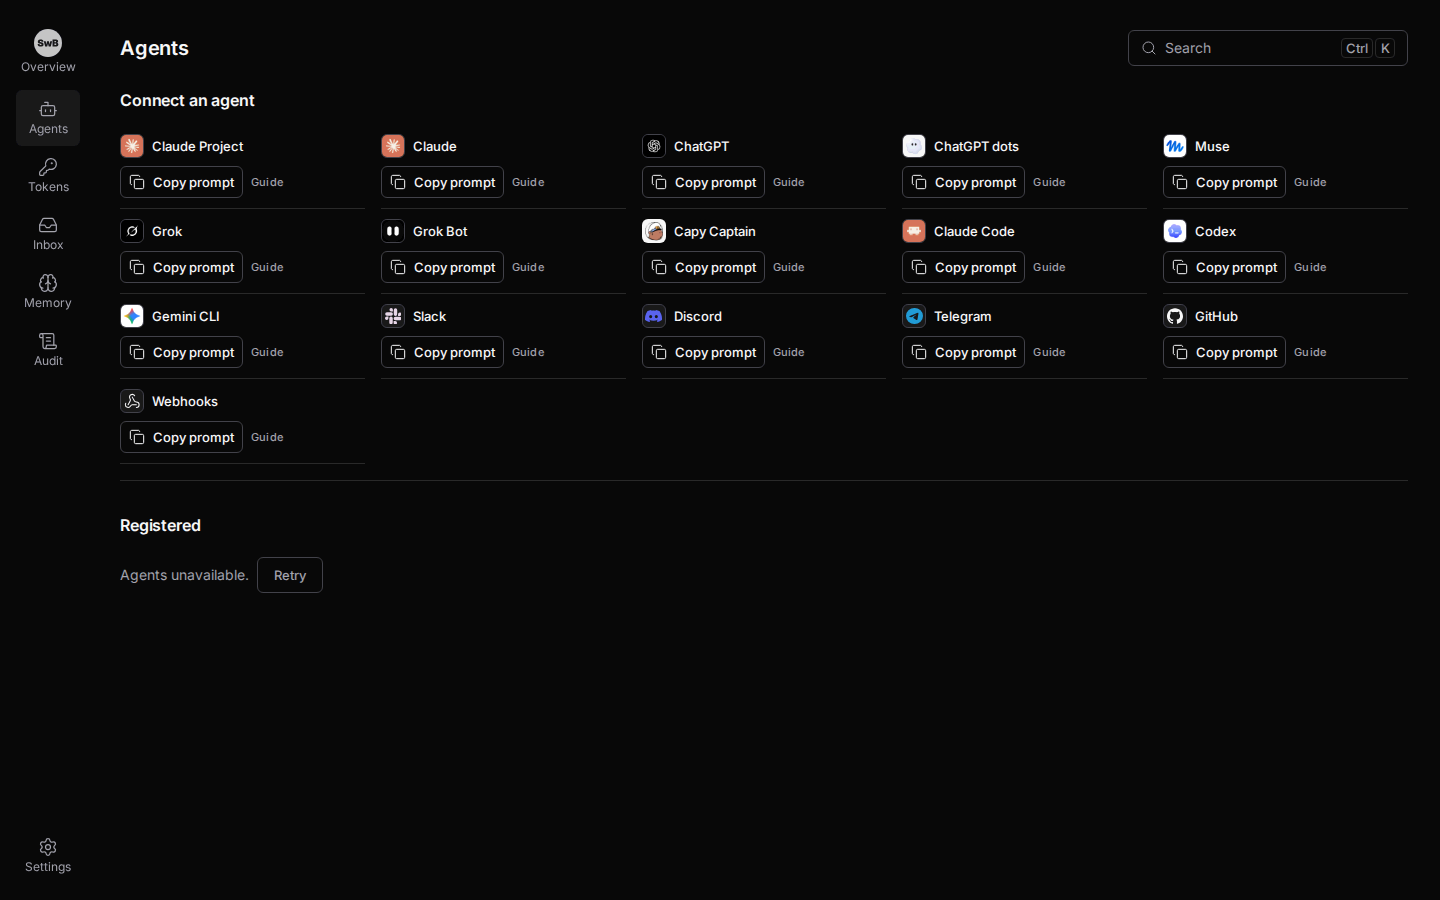 SwB
Overview
Agents
Tokens
Inbox
Memory
Audit
Settings
Agents
Search Ctrl K
Connect an agent
Claude Project
Copy prompt Guide
Claude
Copy prompt Guide
ChatGPT
Copy prompt Guide
ChatGPT dots
Copy prompt Guide
Muse
Copy prompt Guide
Grok
Copy prompt Guide
Grok Bot
Copy prompt Guide
Capy Captain
Copy prompt Guide
Claude Code
Copy prompt Guide
Codex
Copy prompt Guide
Gemini CLI
Copy prompt Guide
Slack
Copy prompt Guide
Discord
Copy prompt Guide
Telegram
Copy prompt Guide
GitHub
Copy prompt Guide
Webhooks
Copy prompt Guide
Registered
Agents unavailable. Retry